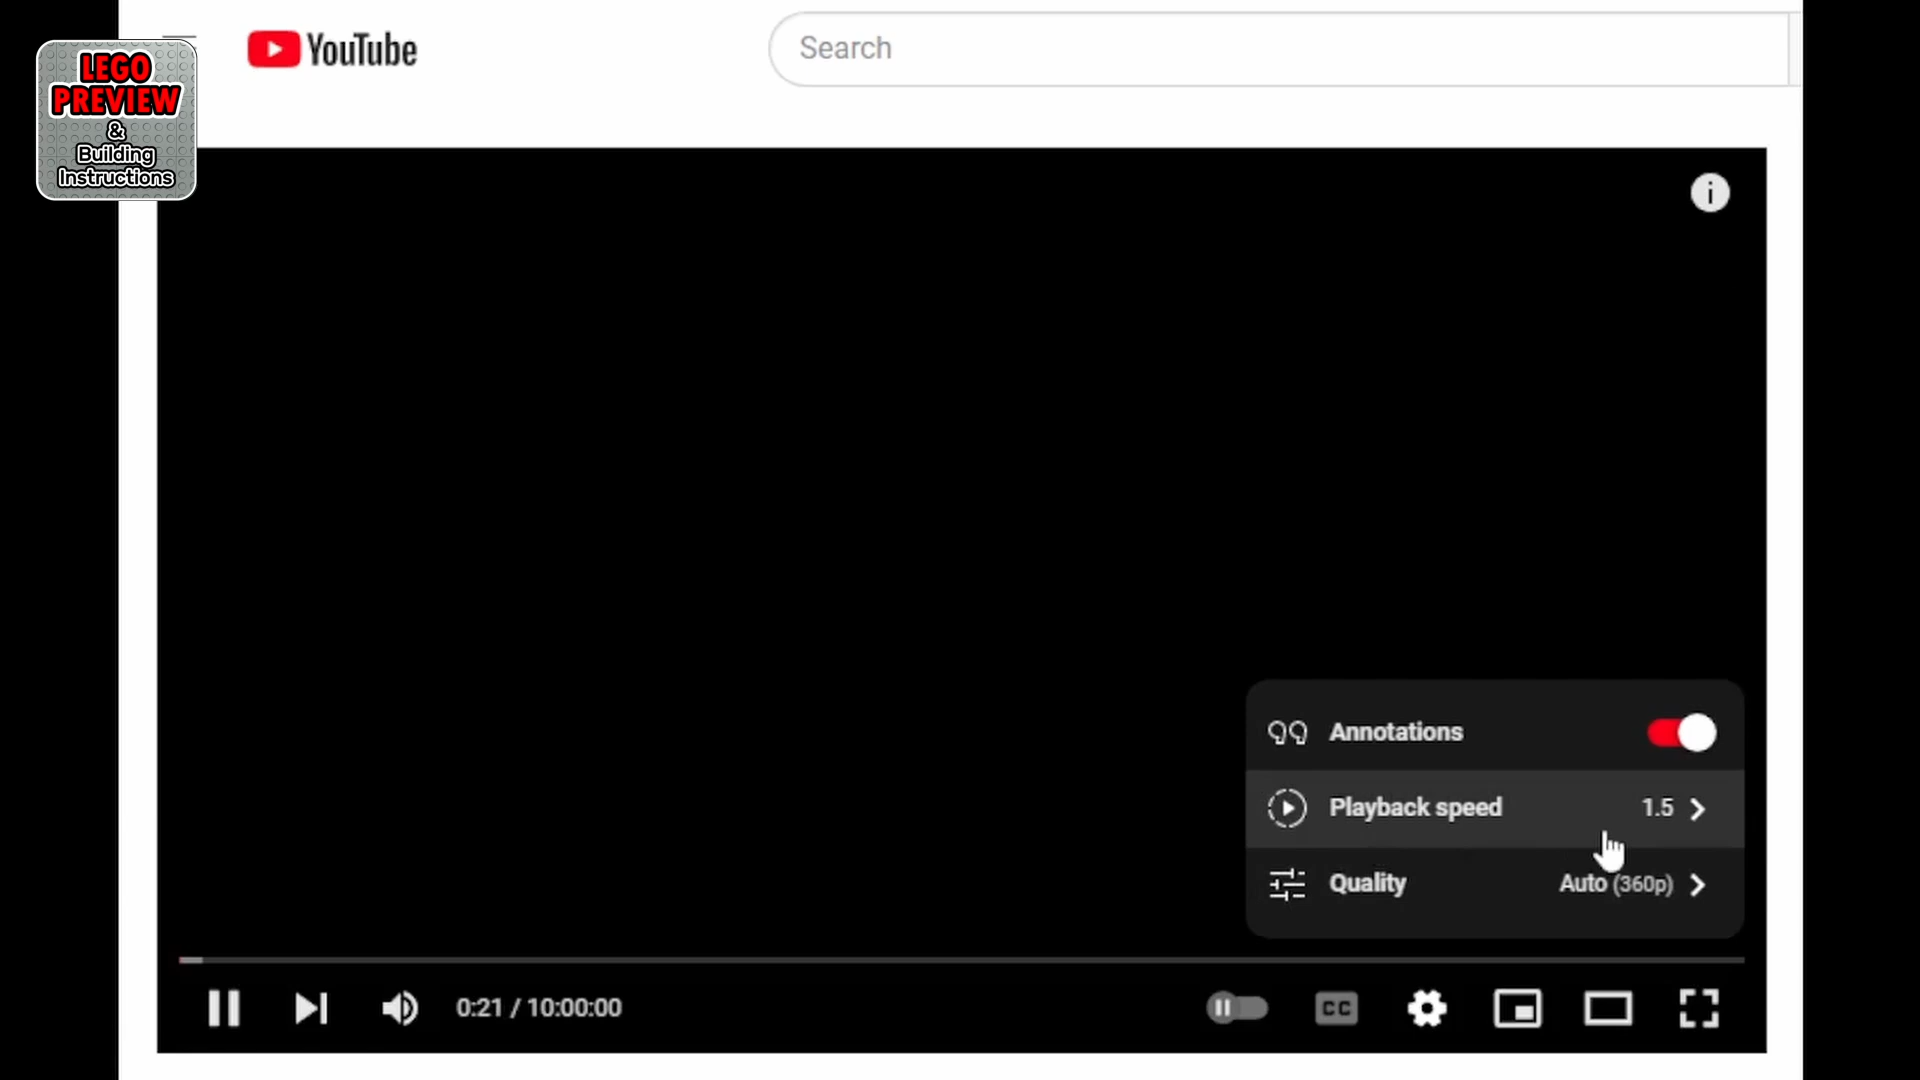 YouTube
Search
LEGO
PREVIEW
&
Building
Instructions
Annotations
Playback speed 1.5
Quality Auto (360p)
0:21 / 10:00:00
CC